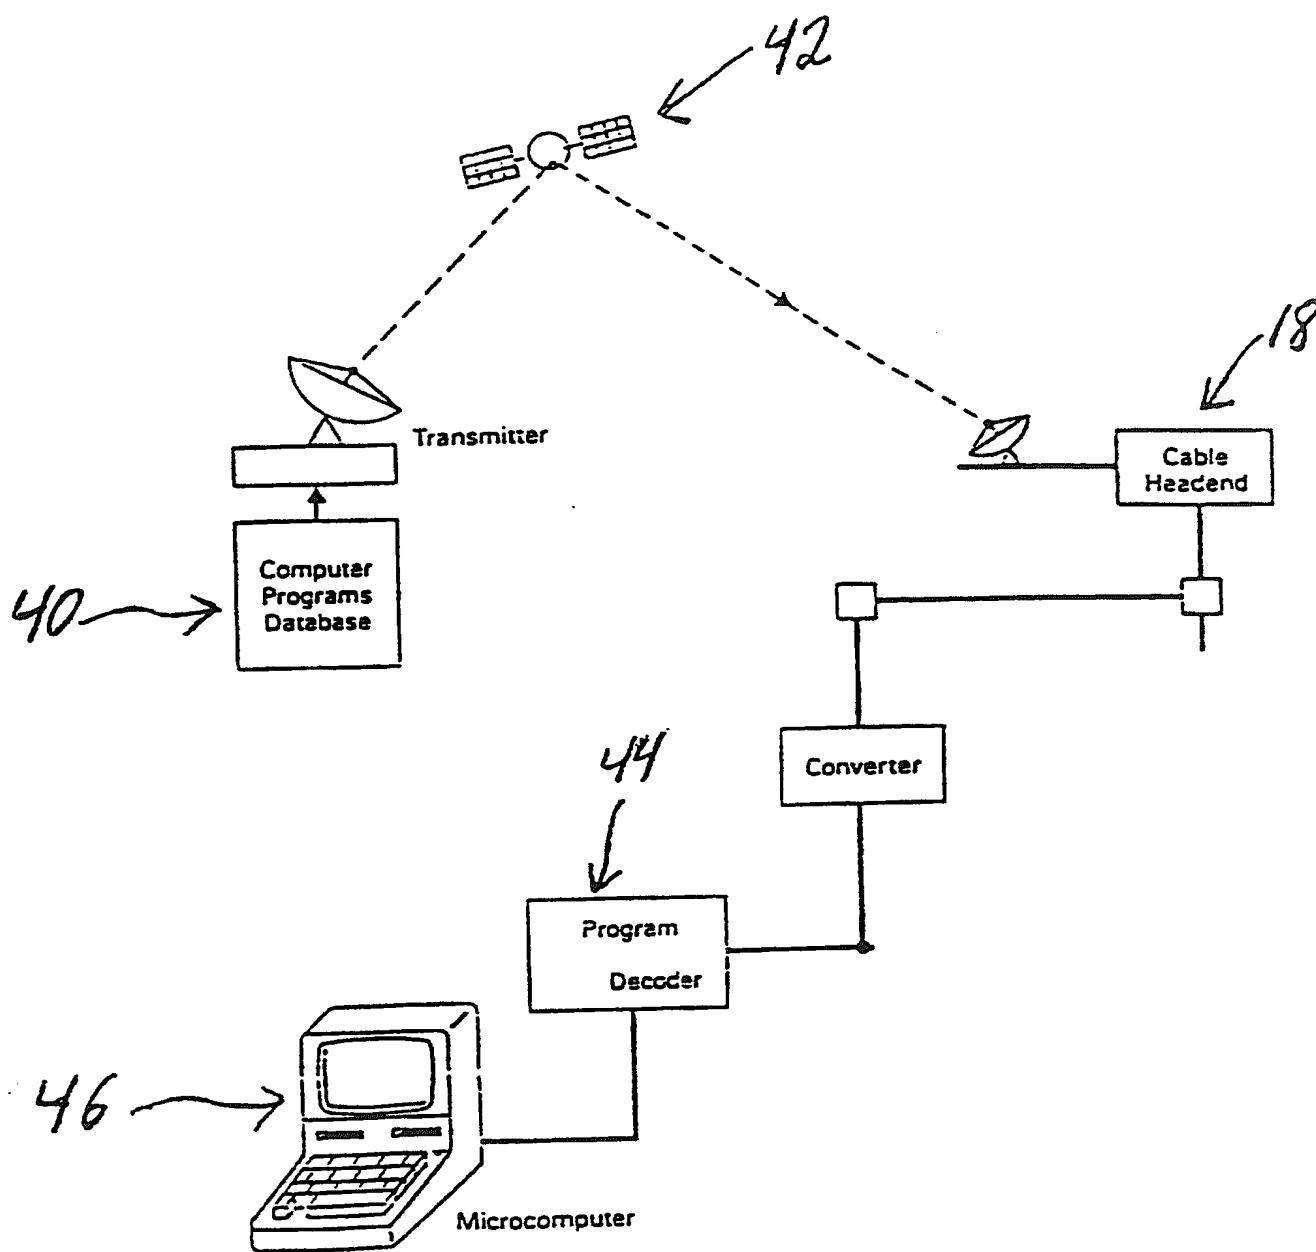 42
18
Transmitter
Cable
Headend
40
Computer
Programs
Database
Converter
44
Program
Decoder
46
Microcomputer